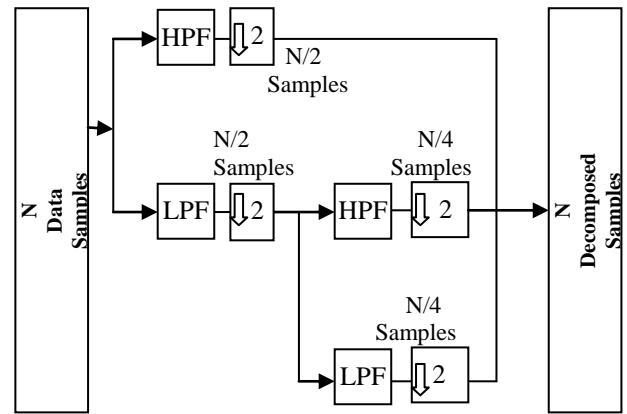 N
Data
Samples
HPF
2
N/2
Samples
N/2
Samples
LPF
2
N/4
Samples
HPF
2
N/4
Samples
LPF
2
N
Decomposed
Samples